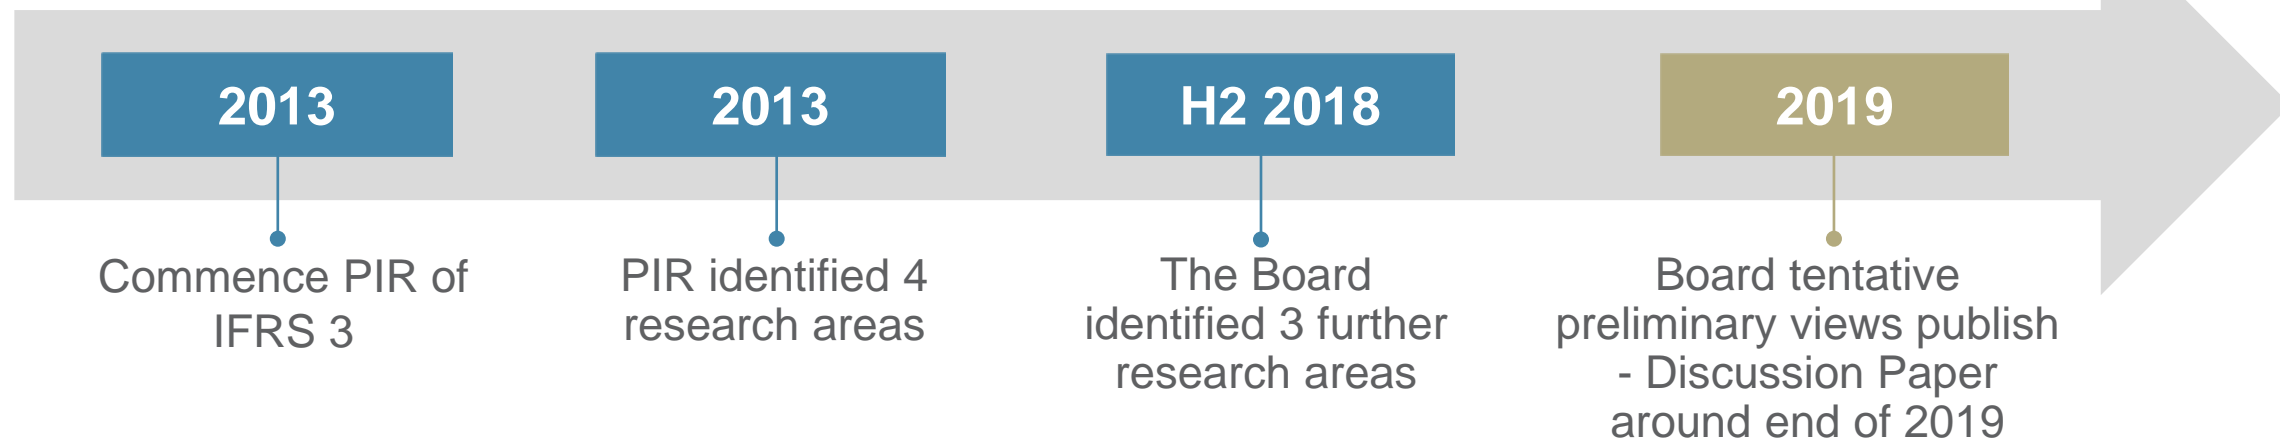 2013
Commence PIR of
IFRS 3
2013
PIR identified 4
research areas
H2 2018
The Board
identified 3 further
research areas
2019
Board tentative
preliminary views publish
- Discussion Paper
around end of 2019